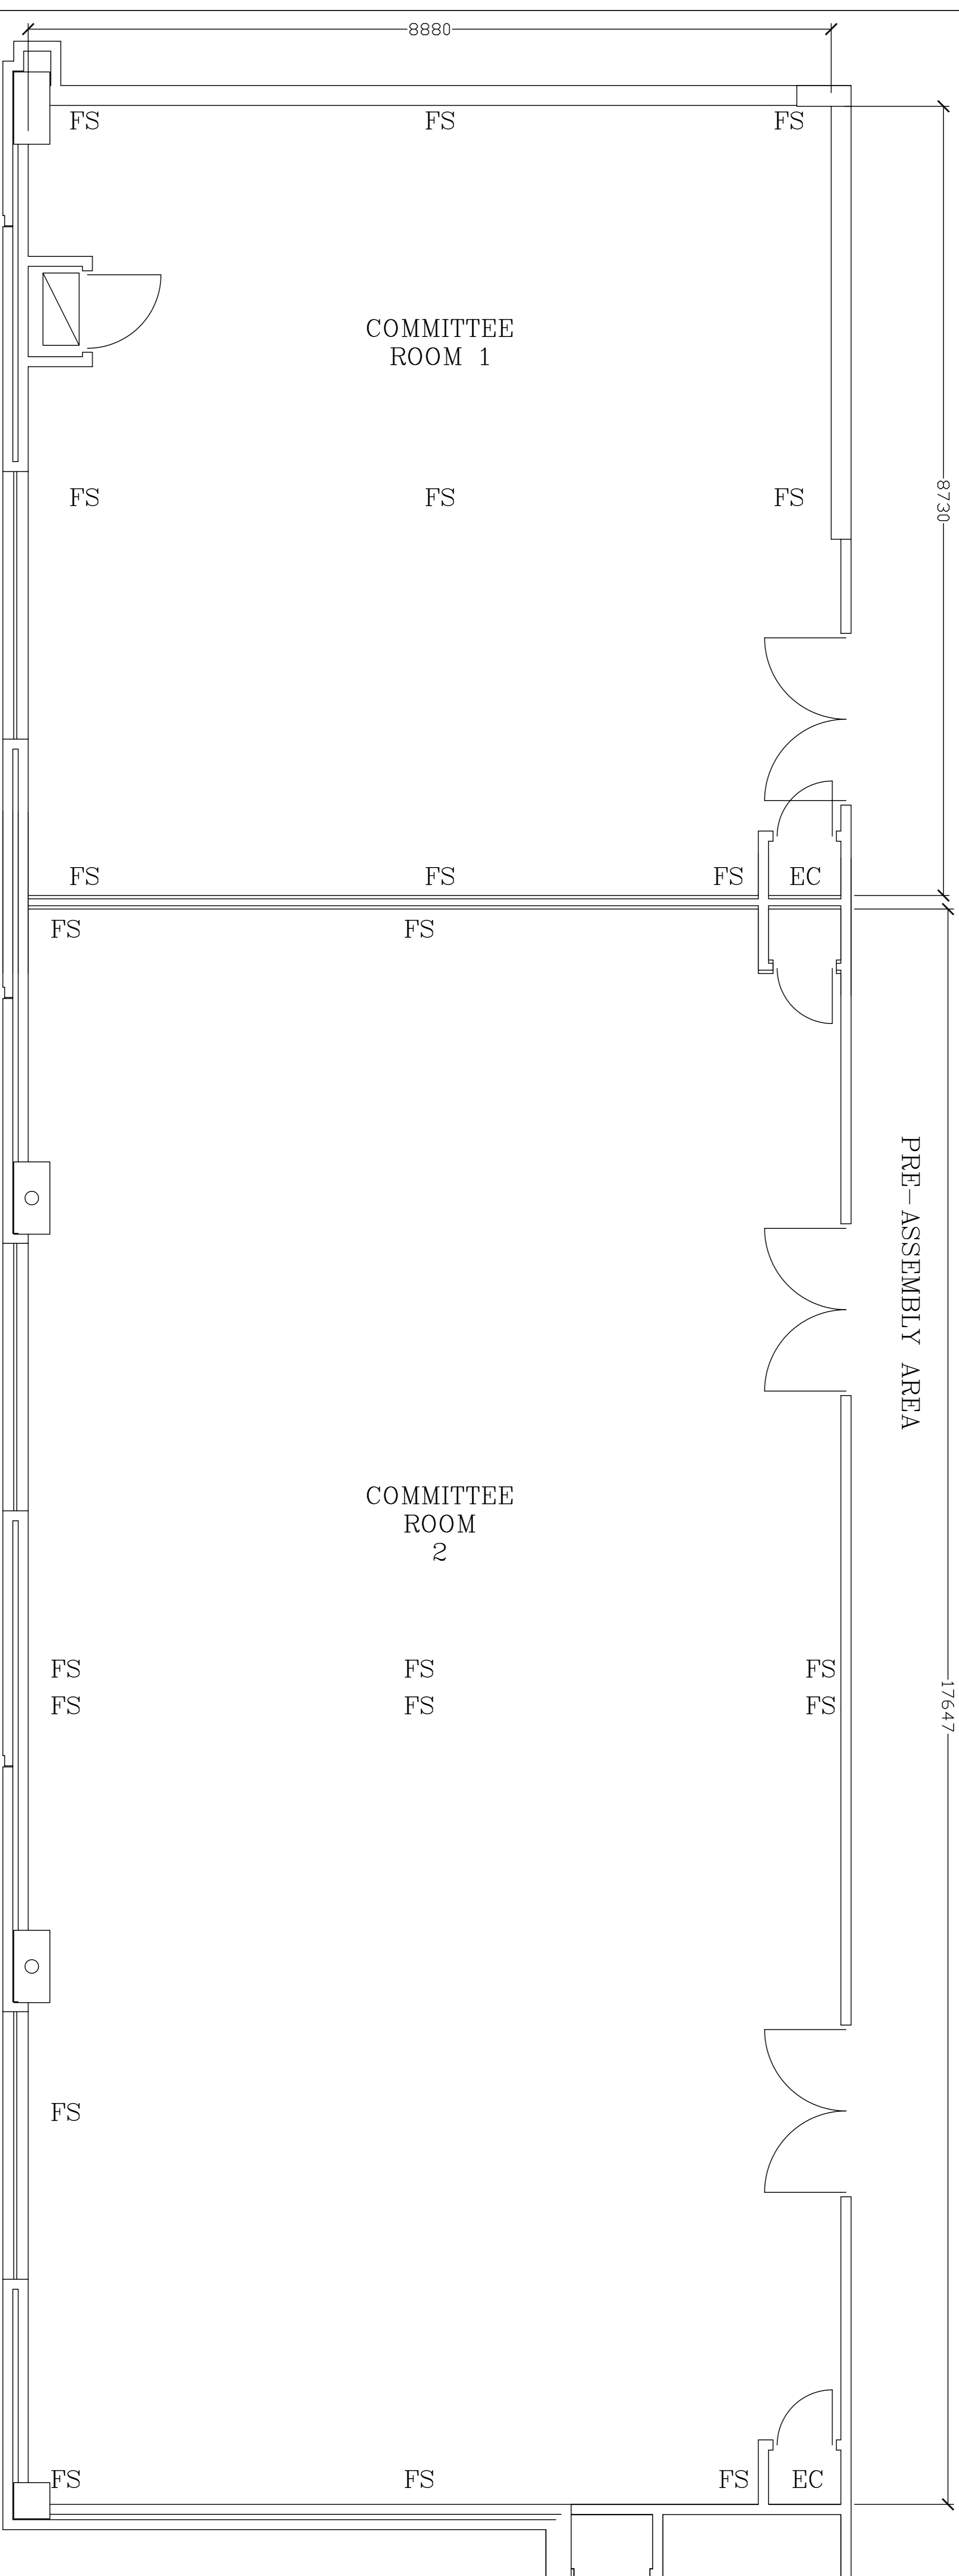 8880
FS FS FS
COMMITTEE
ROOM 1
FS FS FS
8730
FS FS FS EC
FS FS
PRE-ASSEMBLY AREA
COMMITTEE
ROOM
2
FS FS FS
17647
FS FS FS
FS
FS FS FS EC